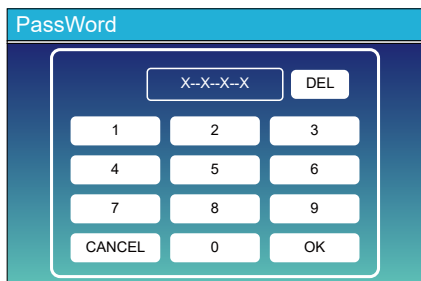 PassWord
X--X--X--X DEL
1 2 3
4 5 6
7 8 9
CANCEL 0 OK